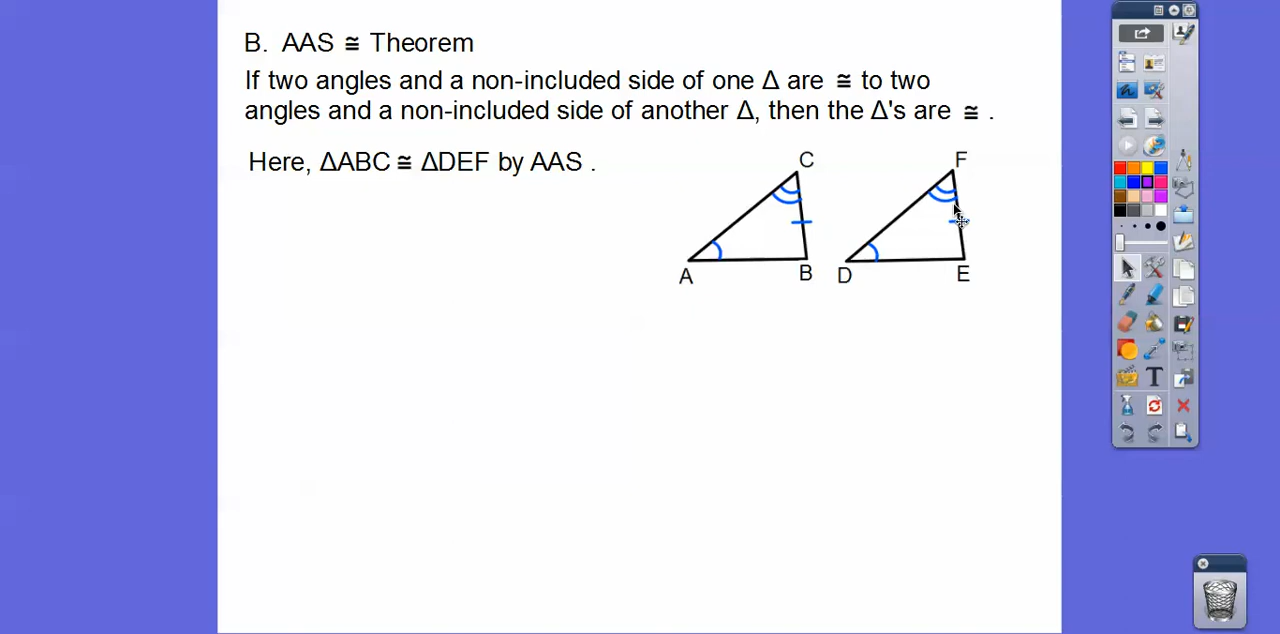 B. AAS ≅ Theorem
If two angles and a non-included side of one Δ are ≅ to two
angles and a non-included side of another Δ, then the Δ's are ≅ .
Here, ΔABC ≅ ΔDEF by AAS .
C
F
A
B
D
E
T